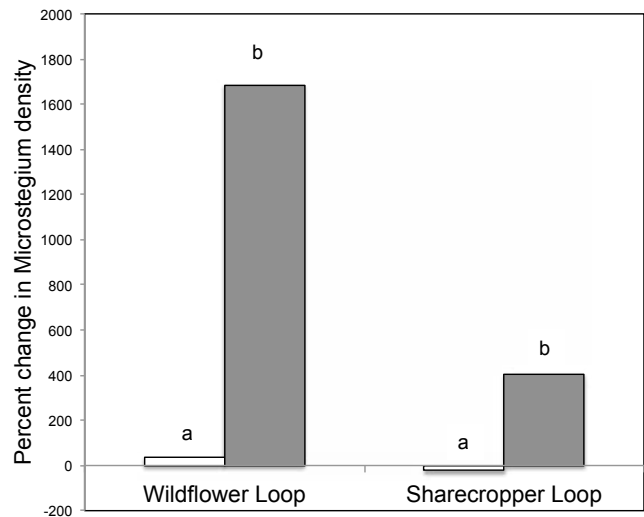 Percent change in Microstegium density
2000
1800
1600
1400
1200
1000
800
600
400
200
0
-200
b
b
a
a
Wildflower Loop
Sharecropper Loop